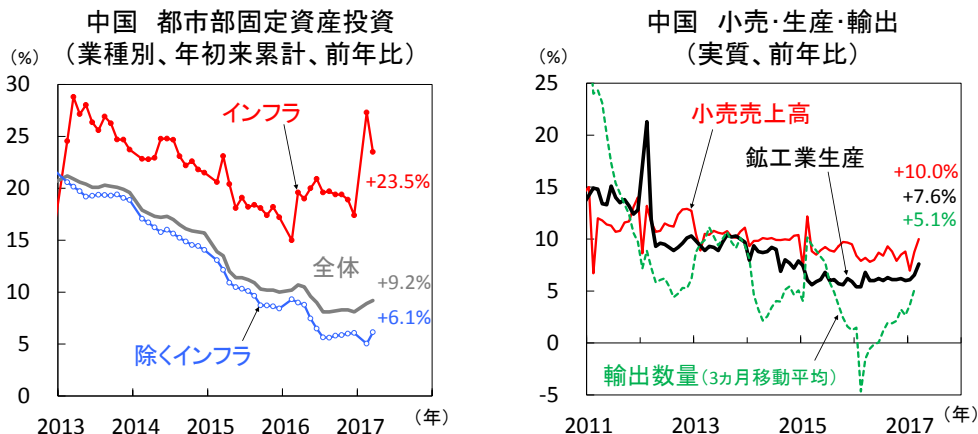 中国　都市部固定資産投資
（業種別、年初来累計、前年比）
(%)
30
25
20
15
10
5
0
インフラ
+23.5%
全体
+9.2%
+6.1%
除くインフラ
2013
2014
2015
2016
2017
（年）
中国　小売･生産･輸出
（実質、前年比）
(%)
25
20
15
10
5
0
-5
小売売上高
鉱工業生産
+10.0%
+7.6%
+5.1%
輸出数量（3ヵ月移動平均）
2011
2013
2015
2017
（年）